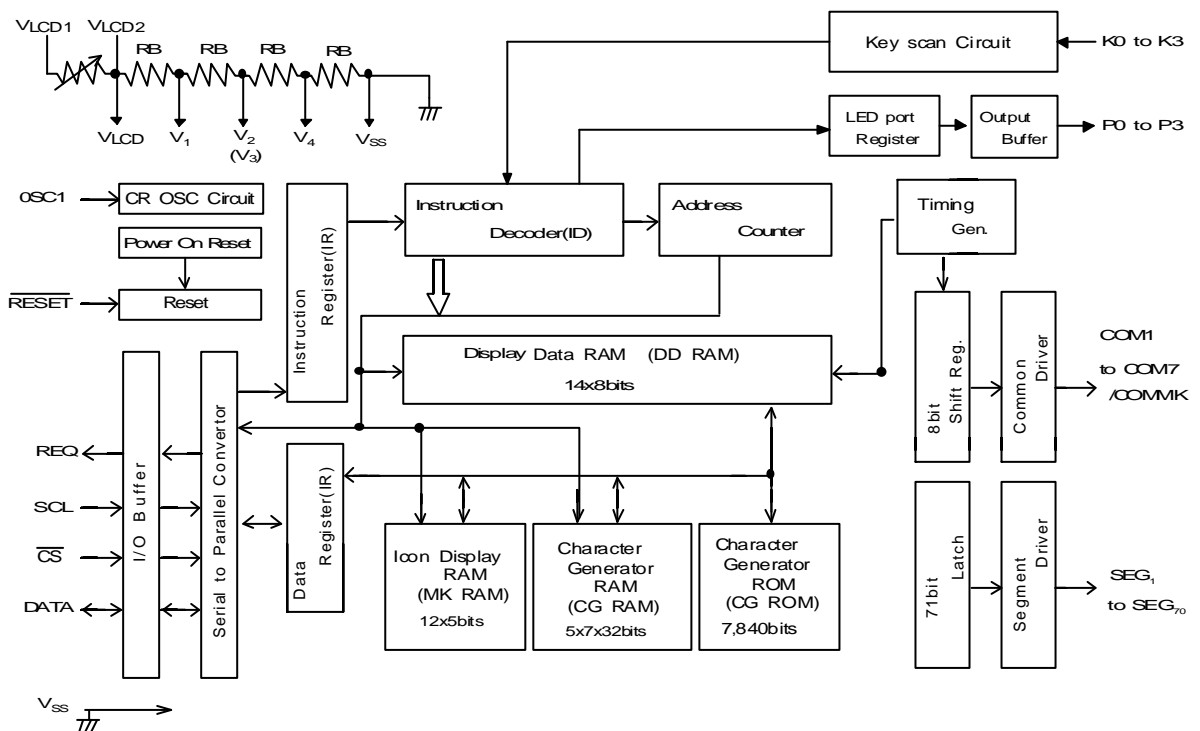 VLCD1 VLCD2
RB RB RB RB
VLCD V1 V2 V4 VSS
(V3)
Key scan Circuit
K0 to K3
LED port
Register
Output
Buffer
P0 to P3
OSC1
CR OSC Circuit
Power On Reset
RESET
Reset
Instruction
Register(IR)
Instruction
Decoder(ID)
Address
Counter
Timing
Gen.
Display Data RAM (DD RAM)
14x8bits
8bit
Shift Reg.
Common
Driver
COM1
to COM7
/COMMK
REQ
SCL
CS
DATA
I/O Buffer
Serial to Parallel Convertor
Data
Register(IR)
Icon Display
RAM
(MK RAM)
12x5bits
Character
Generator
RAM
(CG RAM)
5x7x32bits
Character
Generator
ROM
(CG ROM)
7,840bits
71bit
Latch
Segment
Driver
SEG1
to SEG70
VSS